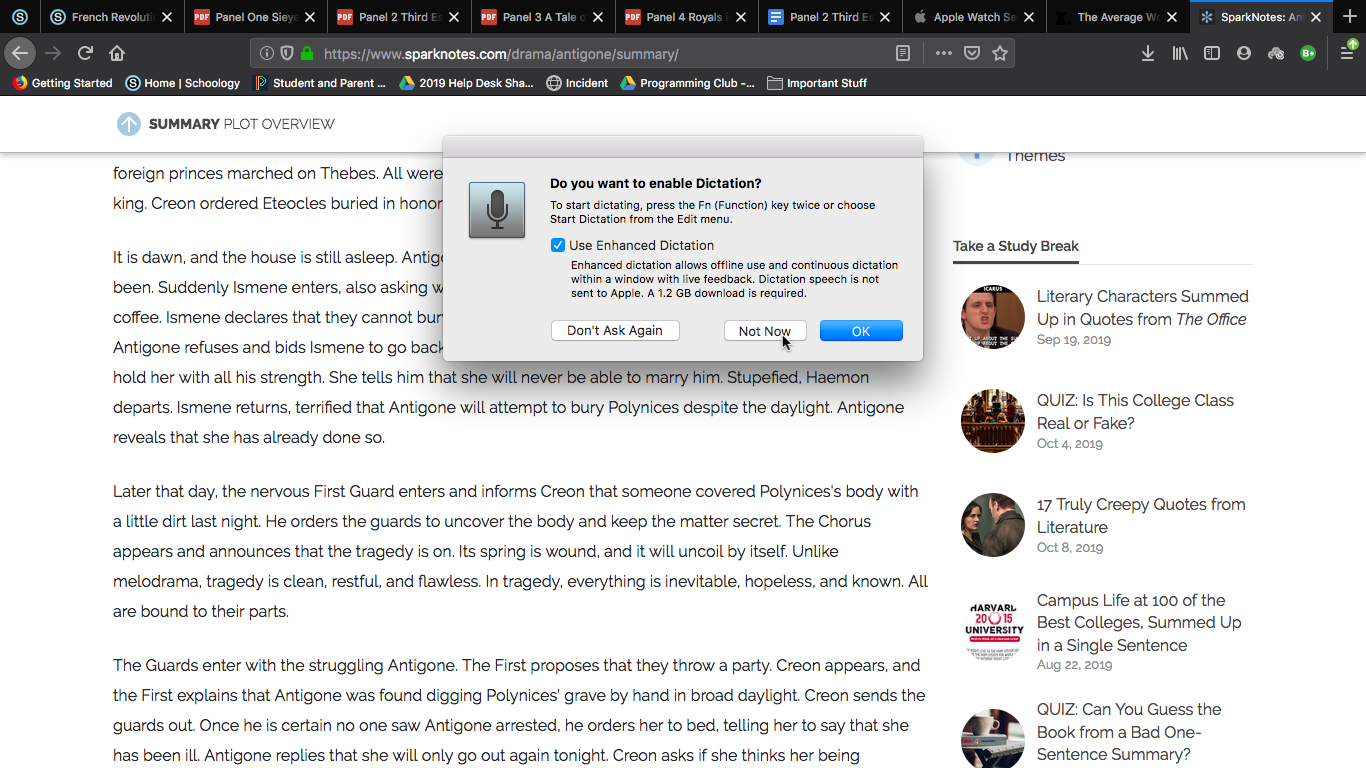 French Revoluti
Panel One Sieye
Panel 2 Third Es
Panel 3 A Tale o
Panel 4 Royals i
Panel 2 Third Es
Apple Watch Se
The Average Wo
SparkNotes: Ant
https://www.sparknotes.com/drama/antigone/summary/
Getting Started
Home | Schoology
Student and Parent ...
2019 Help Desk Sha...
Incident
Programming Club -...
Important Stuff
SUMMARY PLOT OVERVIEW
foreign princes marched on Thebes. All were
king. Creon ordered Eteocles buried in honor
It is dawn, and the house is still asleep. Antig
been. Suddenly Ismene enters, also asking w
coffee. Ismene declares that they cannot bur
Antigone refuses and bids Ismene to go back
hold her with all his strength. She tells him that she will never be able to marry him. Stupefied, Haemon
departs. Ismene returns, terrified that Antigone will attempt to bury Polynices despite the daylight. Antigone
reveals that she has already done so.
Later that day, the nervous First Guard enters and informs Creon that someone covered Polynices's body with
a little dirt last night. He orders the guards to uncover the body and keep the matter secret. The Chorus
appears and announces that the tragedy is on. Its spring is wound, and it will uncoil by itself. Unlike
melodrama, tragedy is clean, restful, and flawless. In tragedy, everything is inevitable, hopeless, and known. All
are bound to their parts.
The Guards enter with the struggling Antigone. The First proposes that they throw a party. Creon appears, and
the First explains that Antigone was found digging Polynices' grave by hand in broad daylight. Creon sends the
guards out. Once he is certain no one saw Antigone arrested, he orders her to bed, telling her to say that she
has been ill. Antigone replies that she will only go out again tonight. Creon asks if she thinks her being
Do you want to enable Dictation?
To start dictating, press the Fn (Function) key twice or choose
Start Dictation from the Edit menu.
Use Enhanced Dictation
Enhanced dictation allows offline use and continuous dictation
within a window with live feedback. Dictation speech is not
sent to Apple. A 1.2 GB download is required.
Don't Ask Again
Not Now
OK
Themes
Take a Study Break
ICARUS
Literary Characters Summed
Up in Quotes from The Office
Sep 19, 2019
QUIZ: Is This College Class
Real or Fake?
Oct 4, 2019
17 Truly Creepy Quotes from
Literature
Oct 8, 2019
HARVARD
2015
UNIVERSITY
Campus Life at 100 of the
Best Colleges, Summed Up
in a Single Sentence
Aug 22, 2019
QUIZ: Can You Guess the
Book from a Bad One-
Sentence Summary?